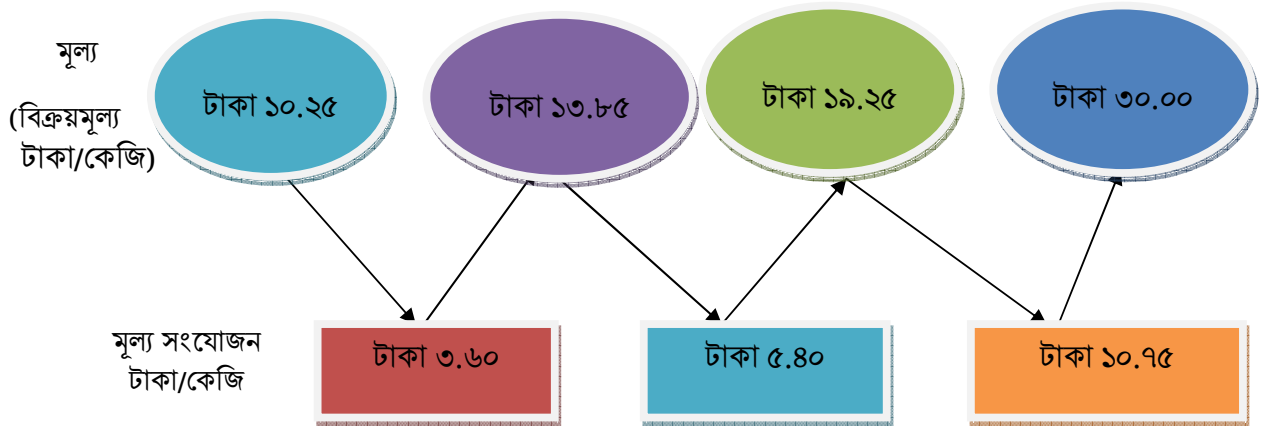 মূল্য
(বিক্রয়মূল্য
টাকা/কেজি)
টাকা ১০.২৫
টাকা ১৩.৮৫
টাকা ১৯.২৫
টাকা ৩০.০০
মূল্য সংযোজন
টাকা/কেজি
টাকা ৩.৬০
টাকা ৫.৪০
টাকা ১০.৭৫